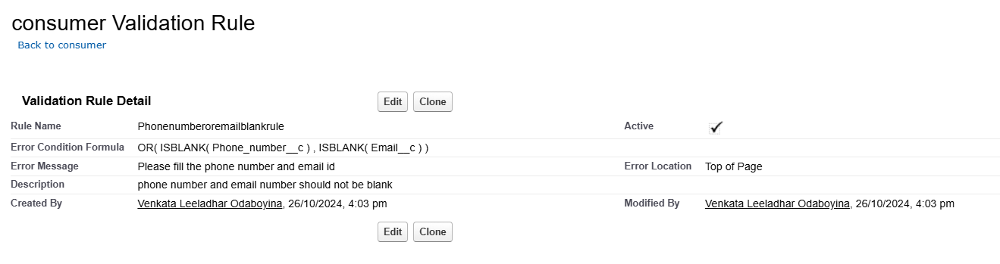 consumer Validation Rule
Back to consumer
Validation Rule Detail Edit Clone
Rule Name Phonenumberoremailblankrule Active
Error Condition Formula OR( ISBLANK( Phone_number__c ) , ISBLANK( Email__c ) )
Error Message Please fill the phone number and email id Error Location Top of Page
Description phone number and email number should not be blank
Created By Venkata Leeladhar Odaboyina, 26/10/2024, 4:03 pm Modified By Venkata Leeladhar Odaboyina, 26/10/2024, 4:03 pm
Edit Clone